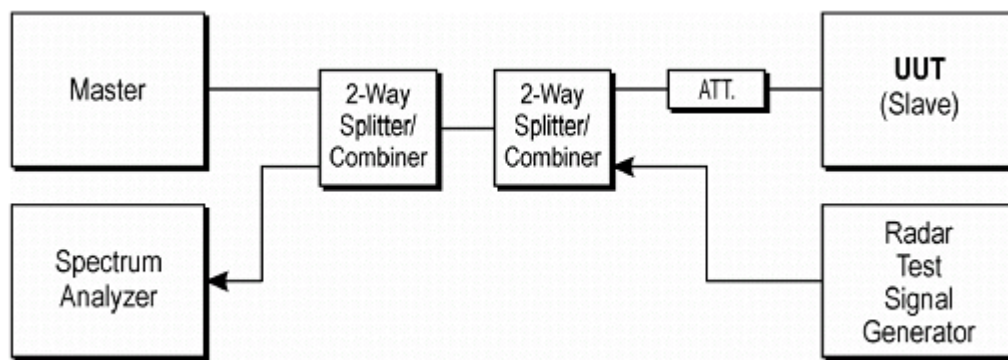 Master
2-Way
Splitter/
Combiner
2-Way
Splitter/
Combiner
ATT.
UUT
(Slave)
Spectrum
Analyzer
Radar
Test
Signal
Generator